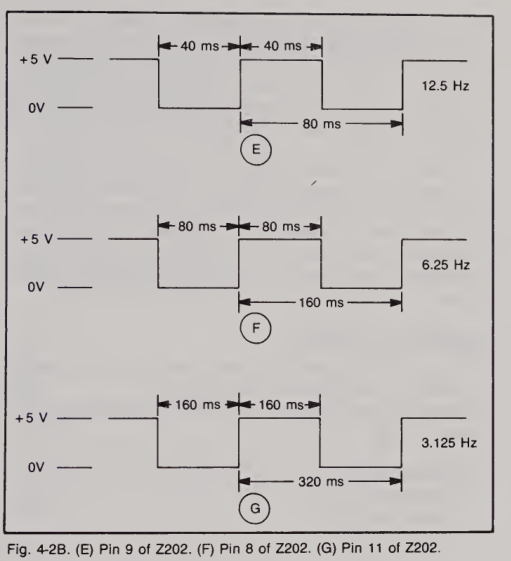 40 ms 40 ms
+5 V
12.5 Hz
0V
80 ms
E
80 ms 80 ms
+5 V
6.25 Hz
0V
160 ms
F
160 ms 160 ms
+5 V
3.125 Hz
0V
320 ms
G
Fig. 4-2B. (E) Pin 9 of Z202. (F) Pin 8 of Z202. (G) Pin 11 of Z202.